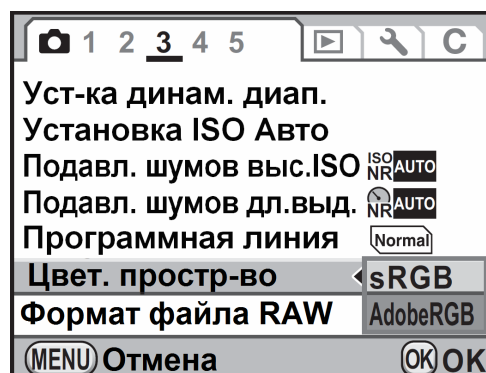 1 2 3 4 5 C
Уст-ка динам. диап.
Установка ISO Авто
Подавл. шумов выс.ISO ISO NR AUTO
Подавл. шумов дл.выд. NR AUTO
Программная линия Normal
Цвет. простр-во sRGB
Формат файла RAW AdobeRGB
MENU Отмена OK OK